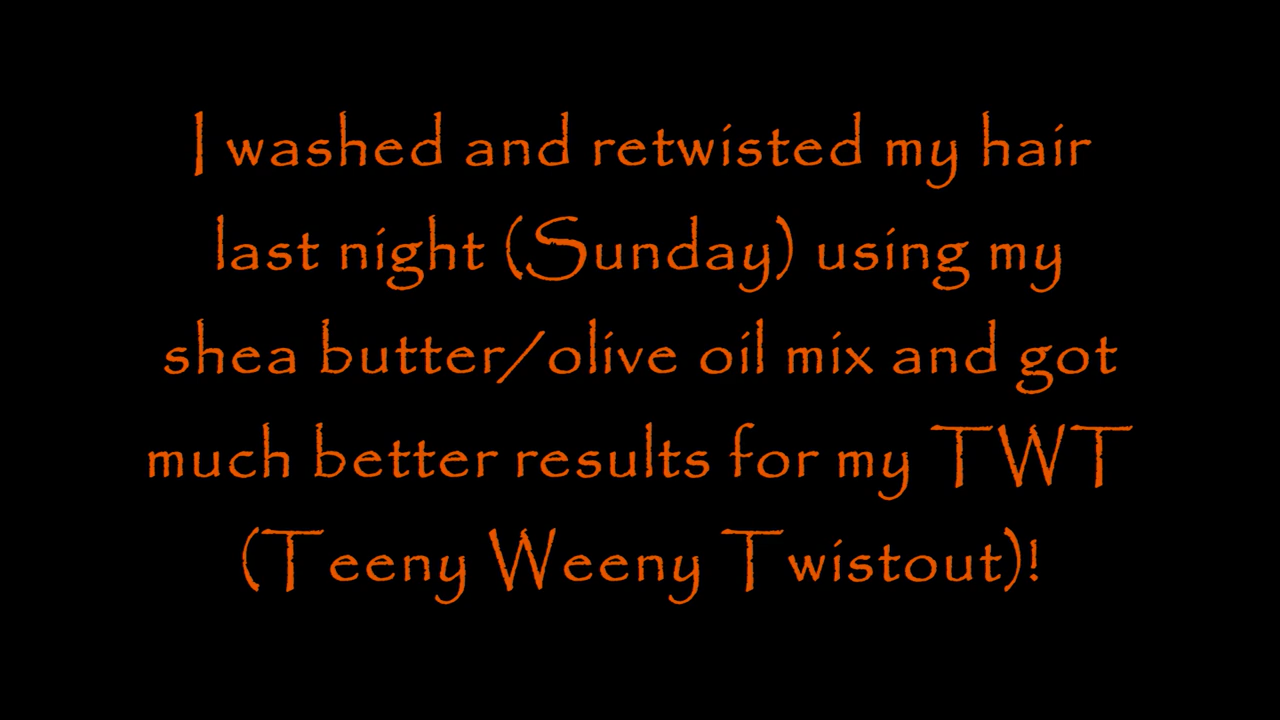 I washed and retwisted my hair
last night (Sunday) using my
shea butter/olive oil mix and got
much better results for my TWT
(Teeny Weeny Twistout)!